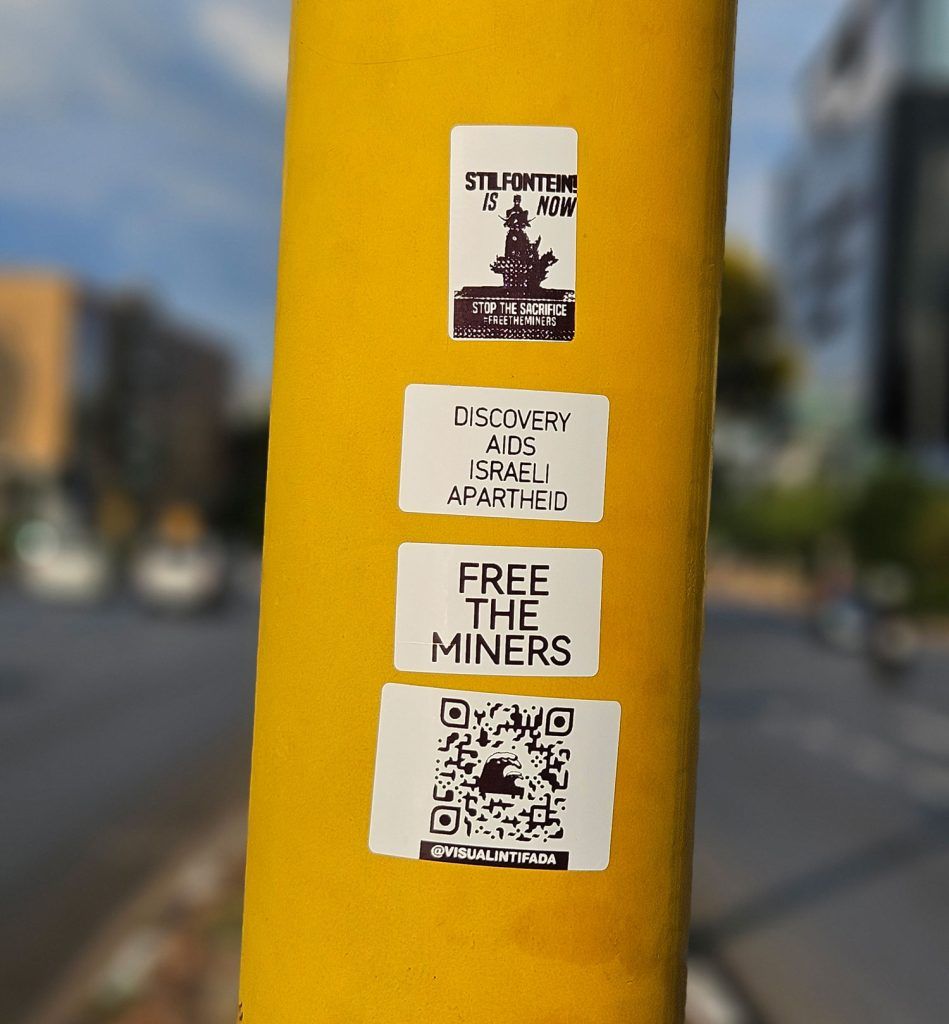 STILFONTEIN!
IS NOW
STOP THE SACRIFICE
#FREETHEMINERS
DISCOVERY
AIDS
ISRAELI
APARTHEID
FREE
THE
MINERS
@VISUALINTIFADA